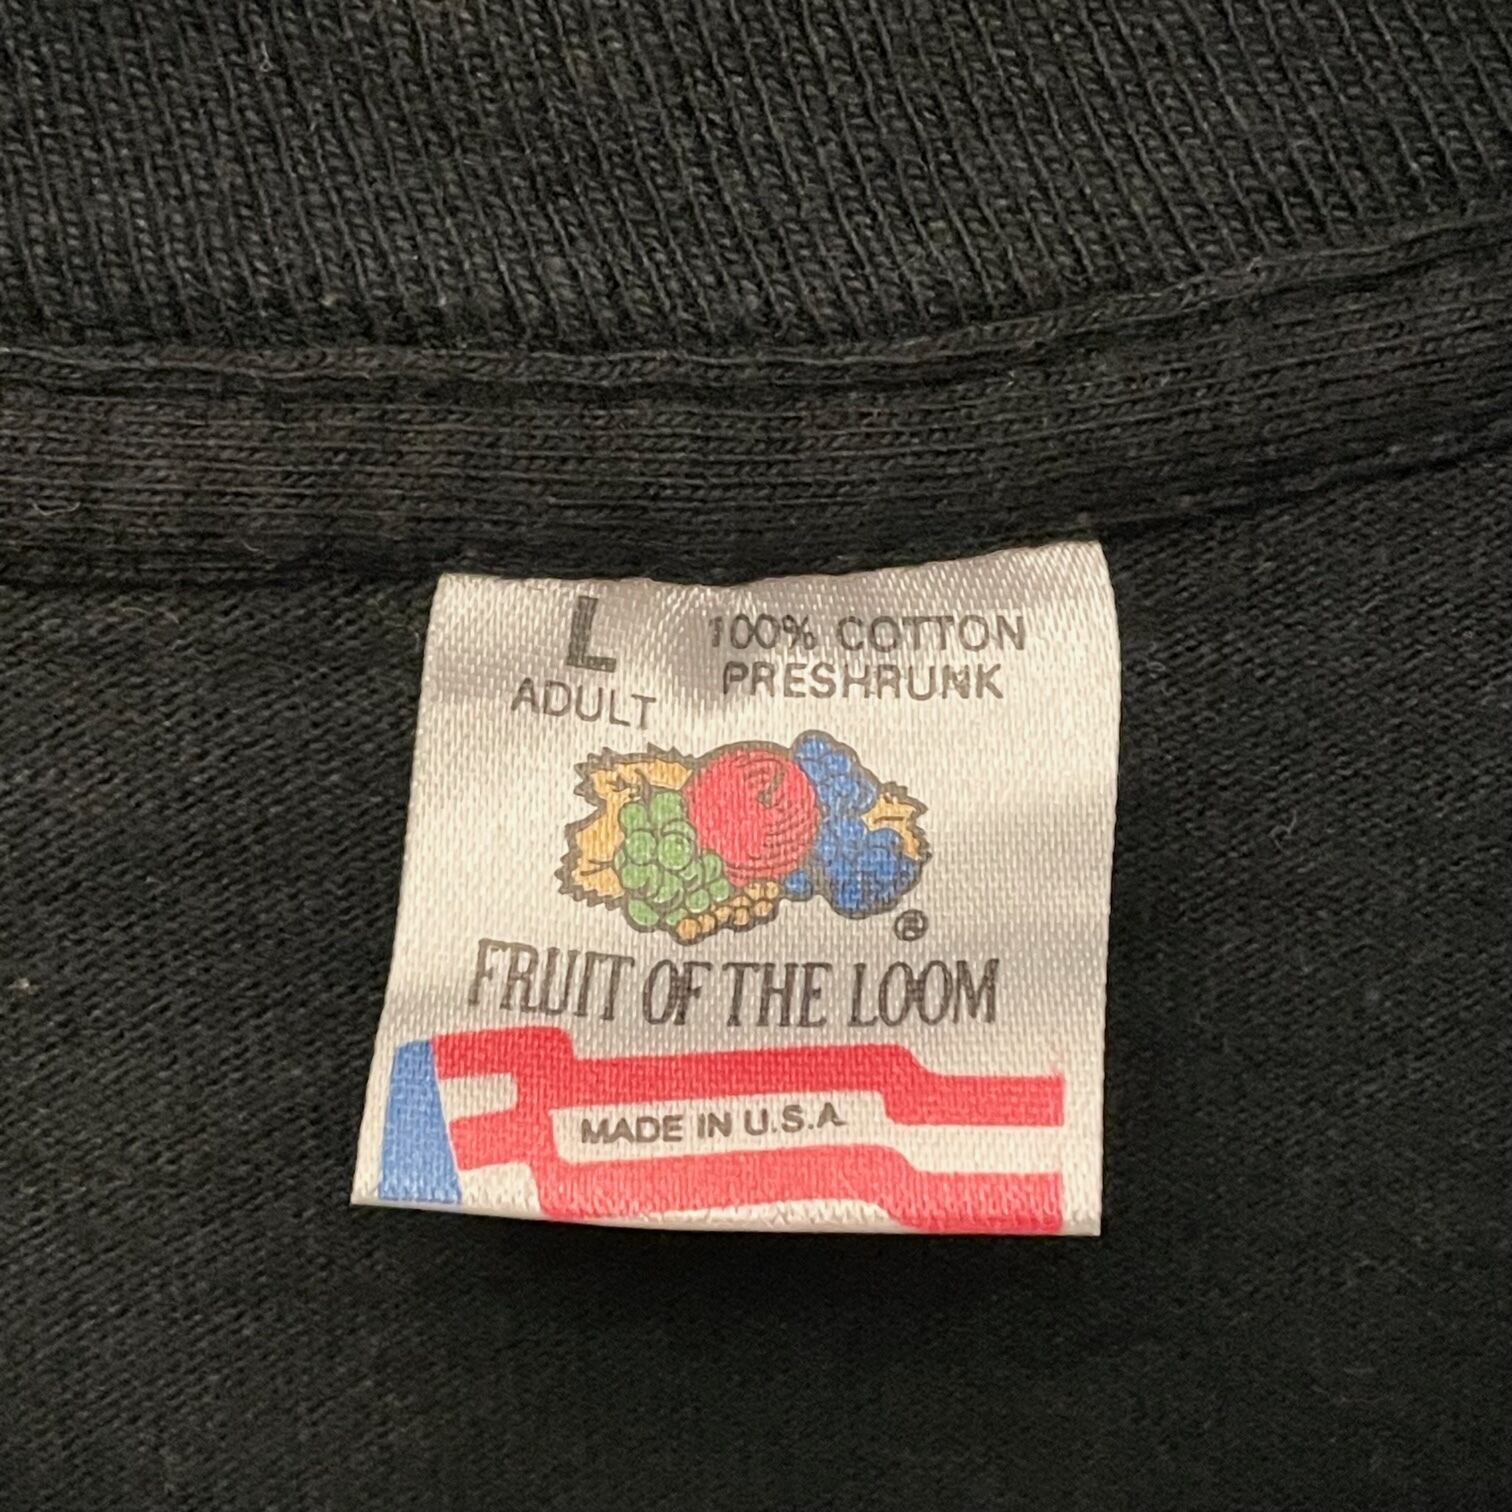 L
ADULT
100% COTTON
PRESHRUNK
®
FRUIT OF THE LOOM
MADE IN U.S.A.